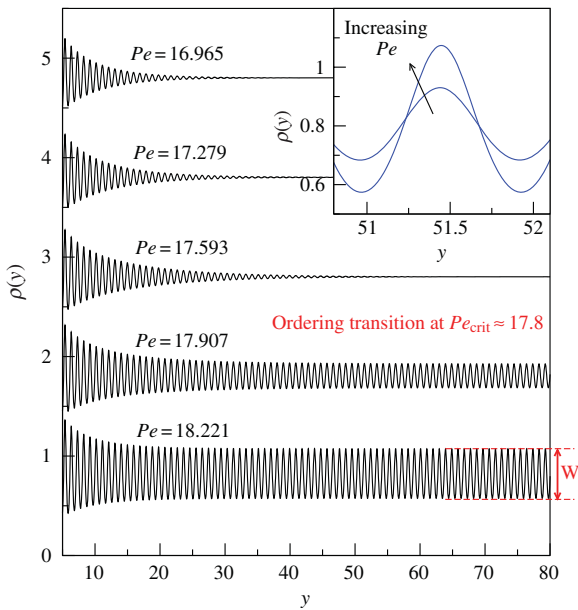 Increasing
Pe
1
0.8
0.6
ρ(y)
51
51.5
52
y
5
4
3
2
1
0
ρ(y)
Pe = 16.965
Pe = 17.279
Pe = 17.593
Ordering transition at Pe_crit ≈ 17.8
Pe = 17.907
Pe = 18.221
W
10
20
30
40
50
60
70
80
y